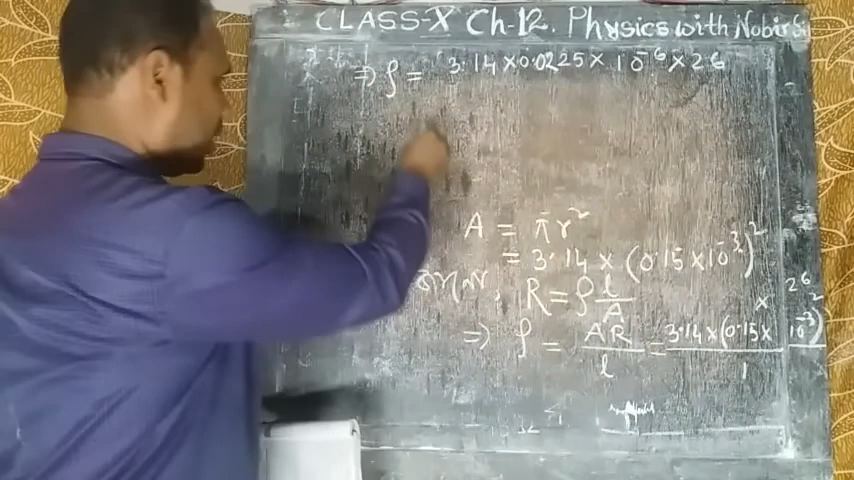 CLASS-X Ch-12. Physics with Nobir Si
⇒ ρ = 3.14×0.0225×10⁻⁶×26
A = πr²
= 3.14 × (0.15×10⁻³)²
R = ρ l/A
⇒ ρ = AR/l = 3.14×(0.15×10⁻³)²×26/1